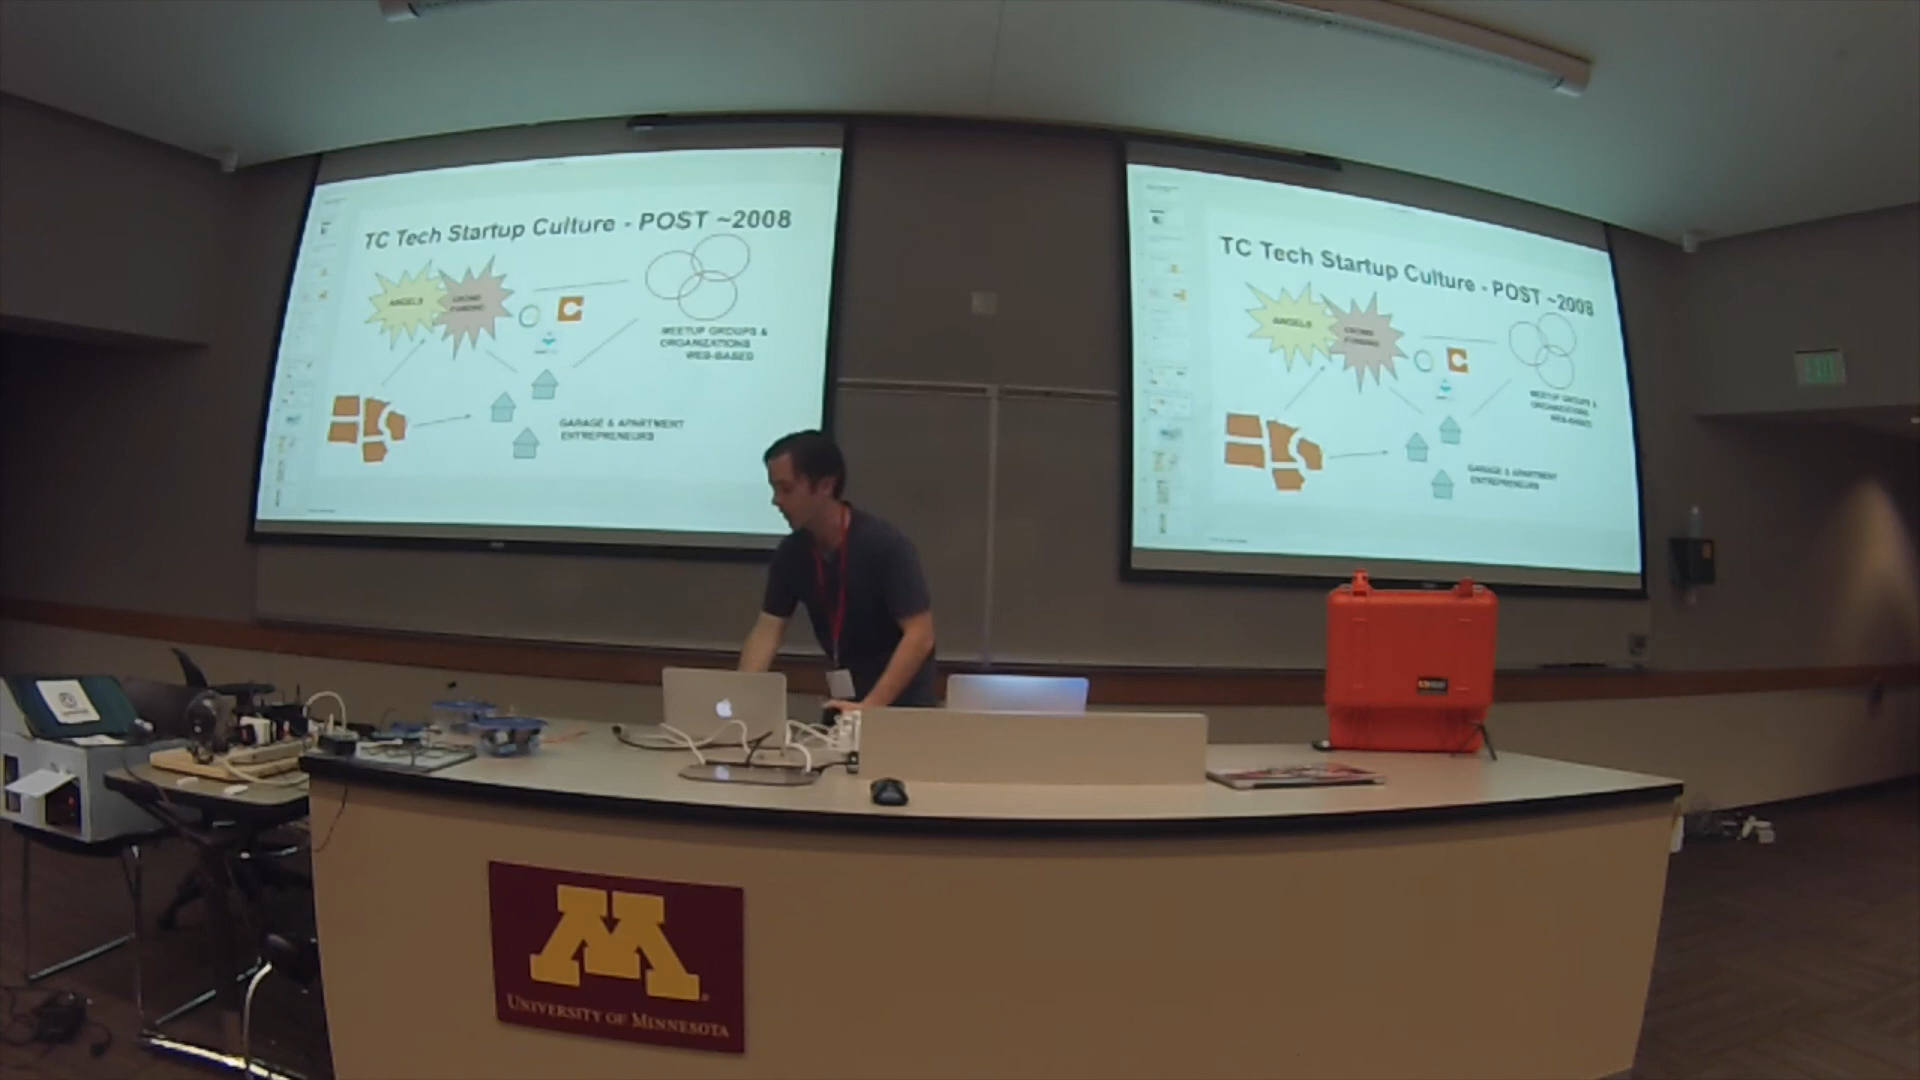 TC Tech Startup Culture - POST ~2008
ANGELS
CROWD
FUNDING
C
MEETUP GROUPS &
ORGANIZATIONS
WEB-BASED
GARAGE & APARTMENT
ENTREPRENEURS
TC Tech Startup Culture - POST ~2008
ANGELS
CROWD
FUNDING
C
MEETUP GROUPS &
ORGANIZATIONS
WEB-BASED
GARAGE & APARTMENT
ENTREPRENEURS
EXIT
M
UNIVERSITY OF MINNESOTA